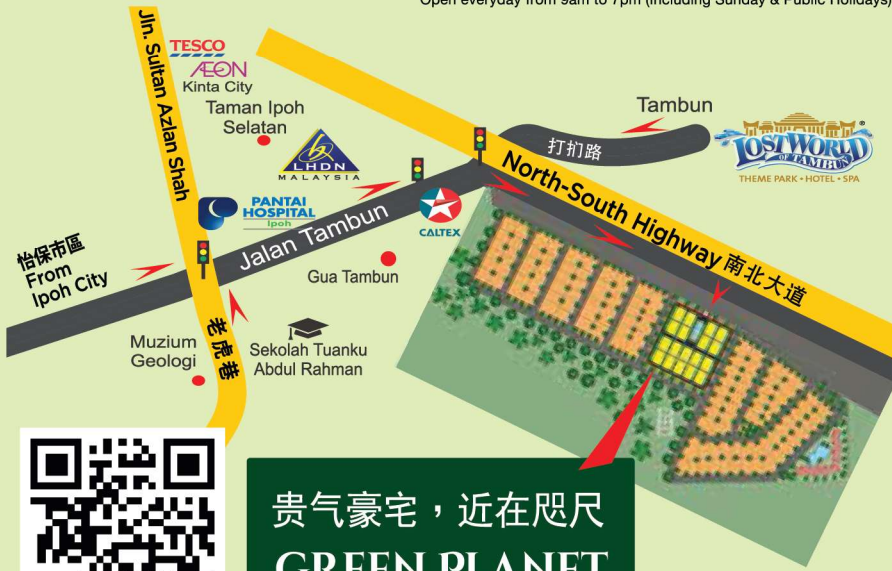 Open everyday from 9am to 7pm (including Sunday & Public Holidays)
Jln. Sultan Azlan Shah
TESCO
ÆON
Kinta City
Taman Ipoh
Selatan
LHDN
MALAYSIA
PANTAI
HOSPITAL
Ipoh
CALTEX
Tambun
打扪路
LOST WORLD
OF TAMBUN
®
THEME PARK • HOTEL • SPA
North-South Highway 南北大道
Jalan Tambun
怡保市區
From
Ipoh City
Gua Tambun
Muzium
Geologi
老虎巷
Sekolah Tuanku
Abdul Rahman
贵气豪宅，近在咫尺
GREEN PLANET